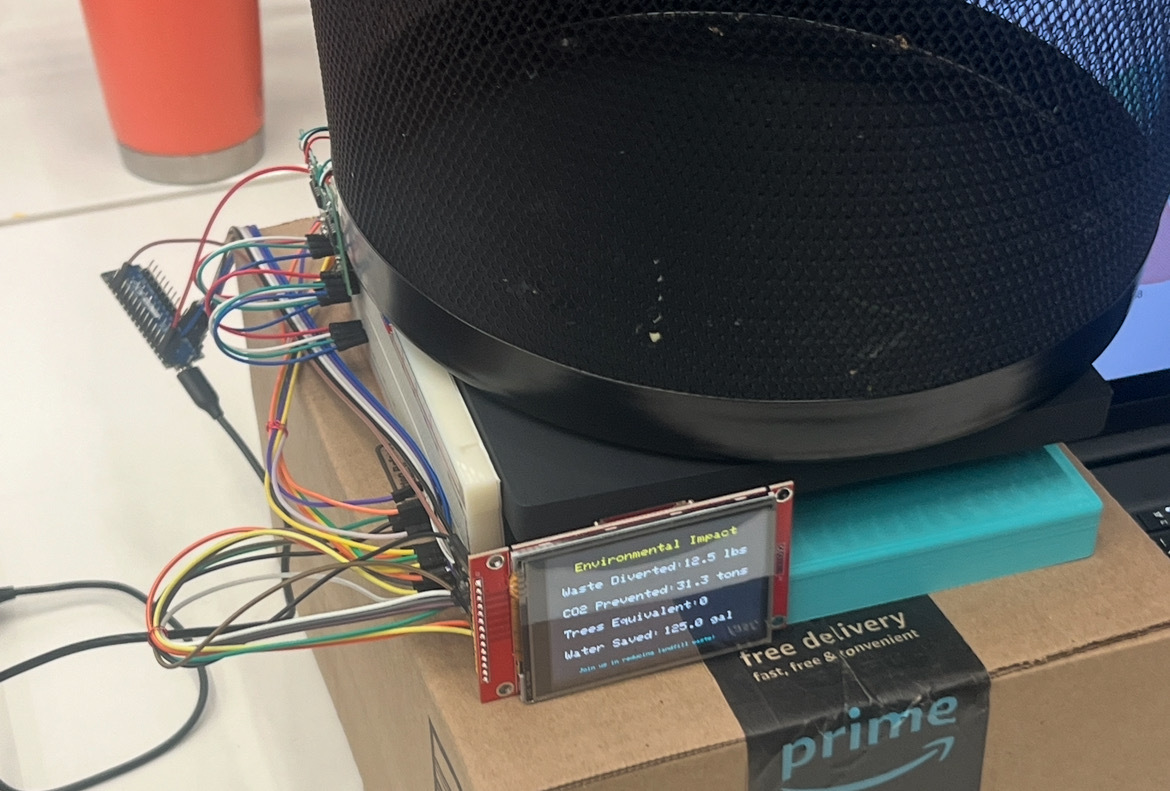 Environmental Impact
Waste Diverted:12.5 lbs
CO2 Prevented:31.3 tons
Trees Equivalent:0
Water Saved:125.0 gal
Join us in reducing landfill waste!
free delivery
fast, free & convenient
prime